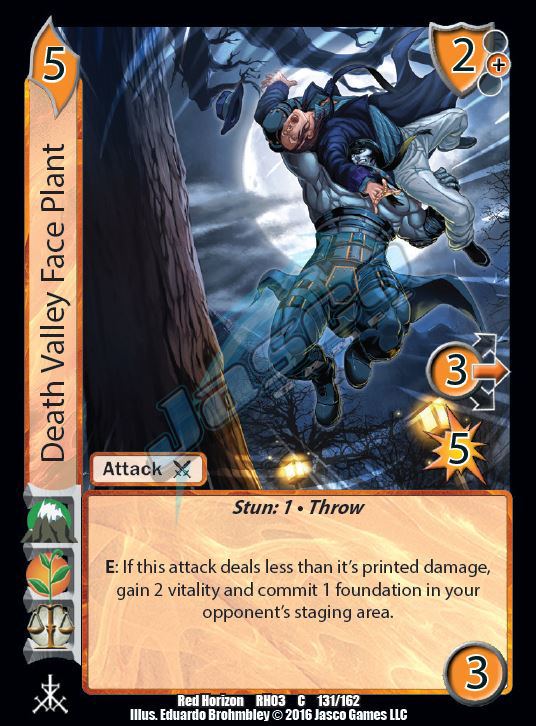 5
2
+
Death Valley Face Plant
Jasco
3
5
Attack
Stun: 1 • Throw
E: If this attack deals less than it's printed damage,
gain 2 vitality and commit 1 foundation in your
opponent's staging area.
3
Red Horizon RH03 C 131/162
Illus. Eduardo Brohmbley © 2016 Jasco Games LLC